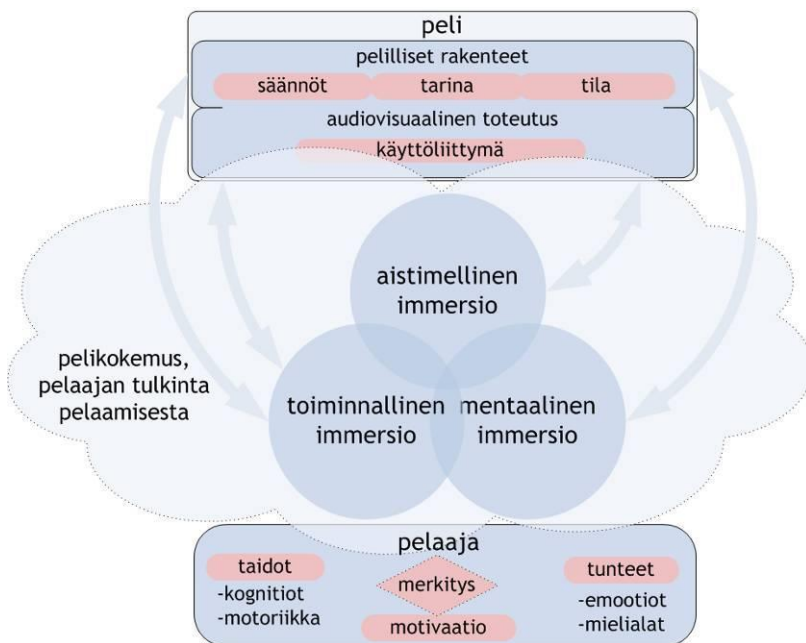 peli
pelilliset rakenteet
säännöt tarina tila
audiovisuaalinen toteutus
käyttöliittymä
aistimellinen
immersio
pelikokemus,
pelaajan tulkinta
pelaamisesta
toiminnallinen
immersio
mentaalinen
immersio
pelaaja
taidot
-kognitiot
-motoriikka
merkitys
motivaatio
tunteet
-emootiot
-mielialat